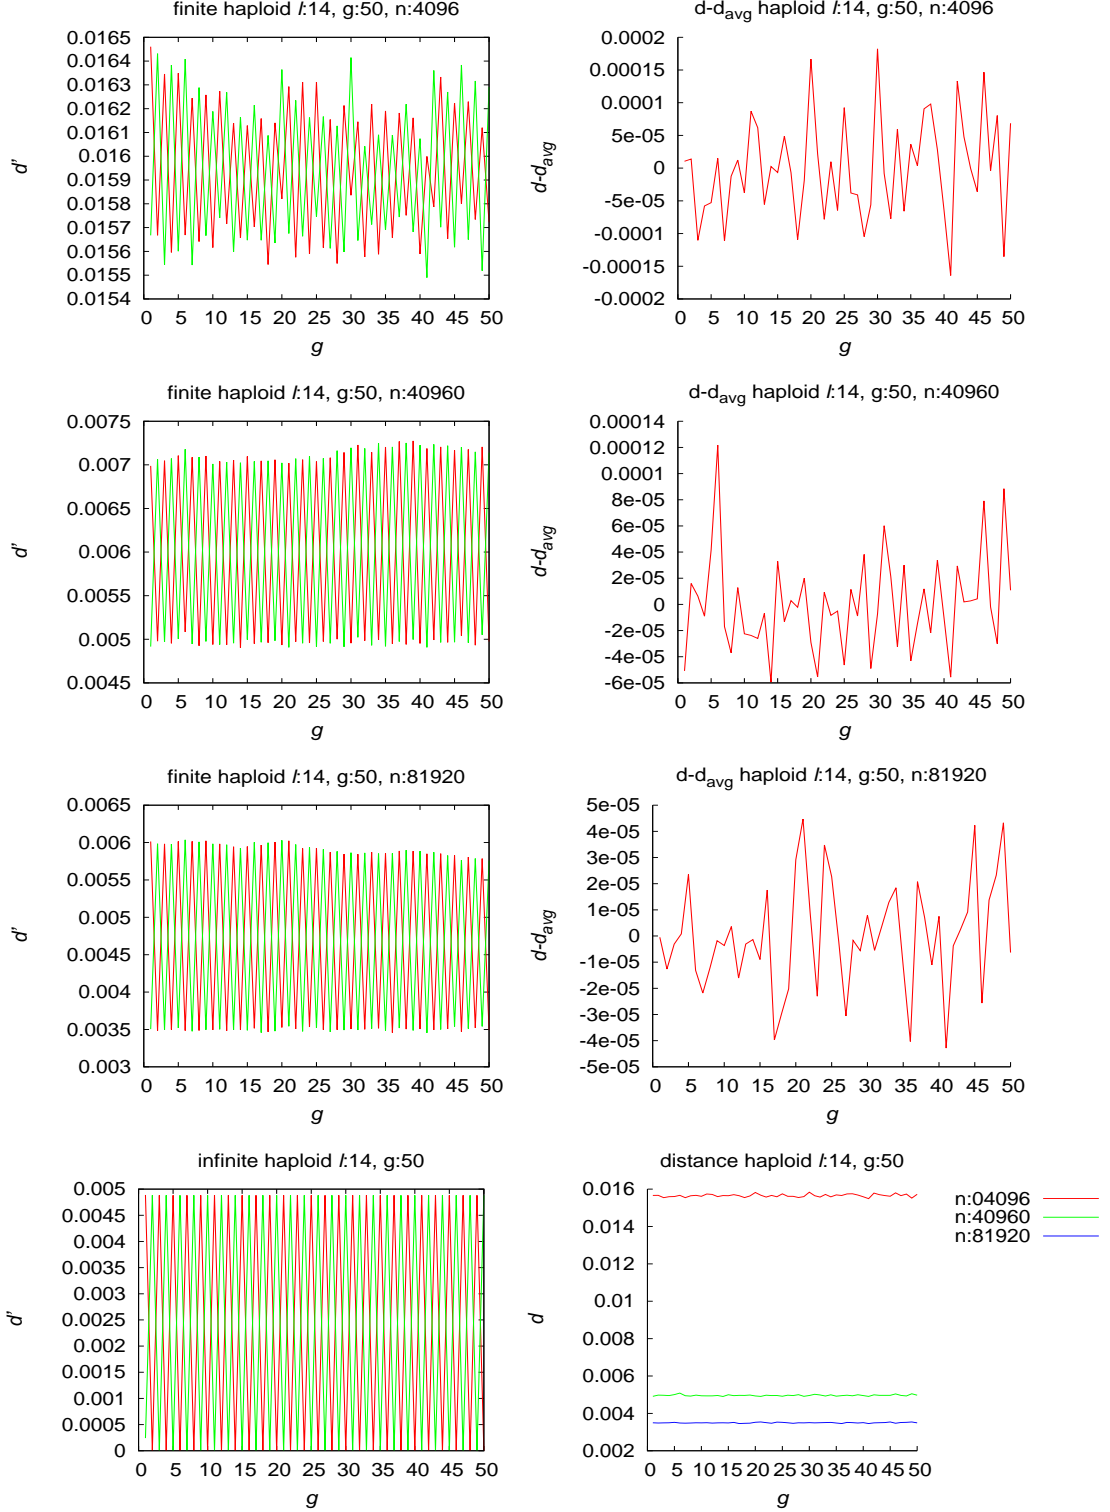 finite haploid l:14, g:50, n:4096
0.0165
0.0164
0.0163
0.0162
0.0161
0.016
0.0159
0.0158
0.0157
0.0156
0.0155
0.0154
d'
0 5 10 15 20 25 30 35 40 45 50
g
d-d_avg haploid l:14, g:50, n:4096
0.0002
0.00015
0.0001
5e-05
0
-5e-05
-0.0001
-0.00015
-0.0002
d-d_avg
0 5 10 15 20 25 30 35 40 45 50
g
finite haploid l:14, g:50, n:40960
0.0075
0.007
0.0065
0.006
0.0055
0.005
0.0045
d'
0 5 10 15 20 25 30 35 40 45 50
g
d-d_avg haploid l:14, g:50, n:40960
0.00014
0.00012
0.0001
8e-05
6e-05
4e-05
2e-05
0
-2e-05
-4e-05
-6e-05
d-d_avg
0 5 10 15 20 25 30 35 40 45 50
g
finite haploid l:14, g:50, n:81920
0.0065
0.006
0.0055
0.005
0.0045
0.004
0.0035
0.003
d'
0 5 10 15 20 25 30 35 40 45 50
g
d-d_avg haploid l:14, g:50, n:81920
5e-05
4e-05
3e-05
2e-05
1e-05
0
-1e-05
-2e-05
-3e-05
-4e-05
-5e-05
d-d_avg
0 5 10 15 20 25 30 35 40 45 50
g
infinite haploid l:14, g:50
0.005
0.0045
0.004
0.0035
0.003
0.0025
0.002
0.0015
0.001
0.0005
0
d'
0 5 10 15 20 25 30 35 40 45 50
g
distance haploid l:14, g:50
0.016
0.014
0.012
0.01
0.008
0.006
0.004
0.002
d
0 5 10 15 20 25 30 35 40 45 50
g
n:04096
n:40960
n:81920